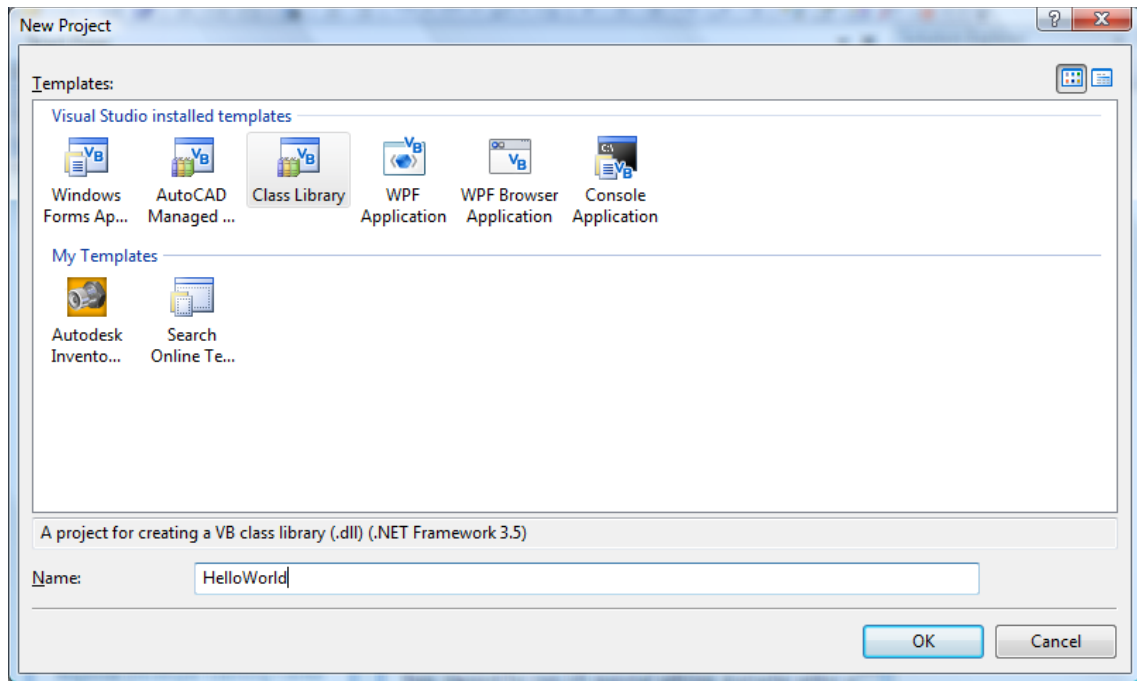 New Project
Templates:
Visual Studio installed templates
Windows Forms Ap...
AutoCAD Managed ...
Class Library
WPF Application
WPF Browser Application
Console Application
My Templates
Autodesk Invento...
Search Online Te...
A project for creating a VB class library (.dll) (.NET Framework 3.5)
Name: HelloWorld
OK Cancel